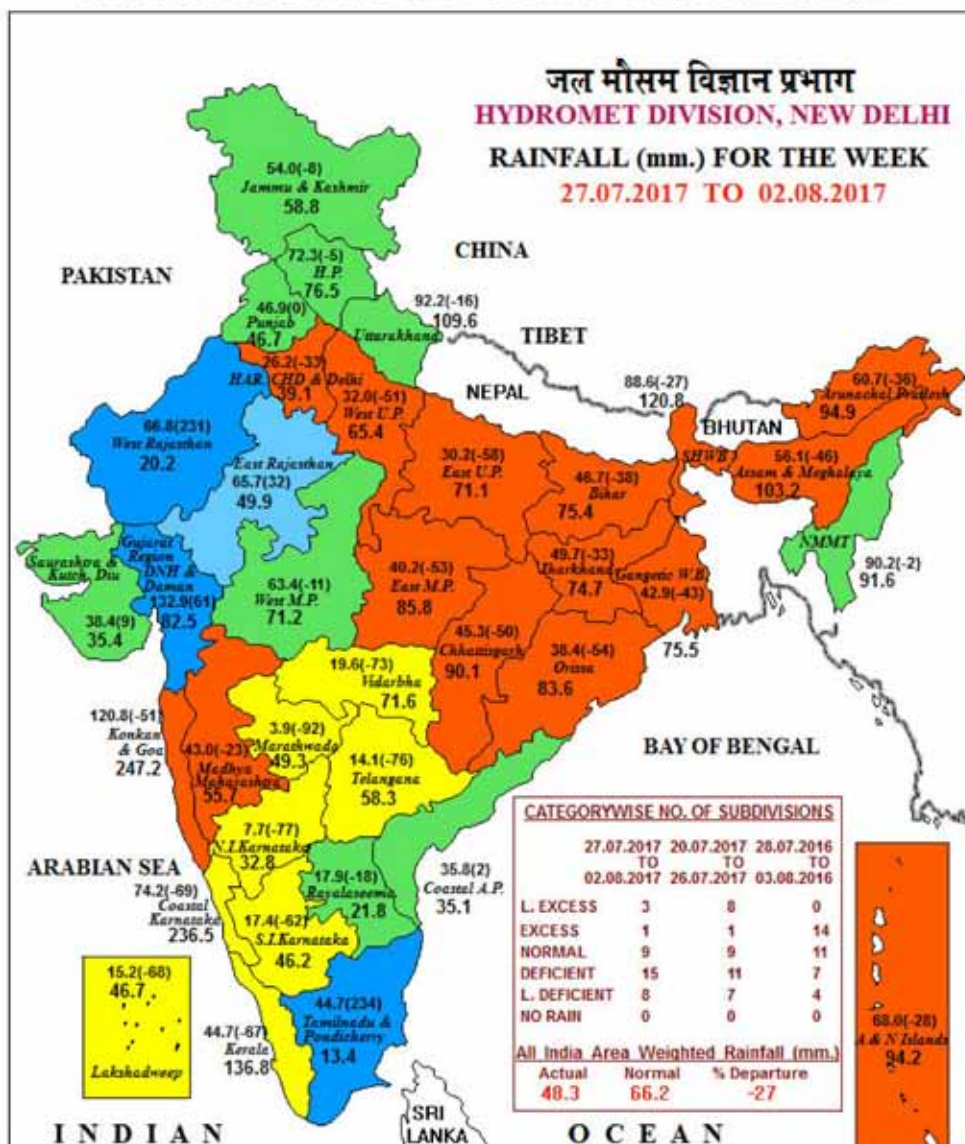 जल मौसम विज्ञान प्रभाग
HYDROMET DIVISION, NEW DELHI
RAINFALL (mm.) FOR THE WEEK
27.07.2017 TO 02.08.2017
54.0(-8)
Jammu & Kashmir
58.8
72.3(-5)
H.P.
76.5
CHINA
PAKISTAN
46.9(0)
Punjab
46.7
92.2(-16)
109.6
Uttarakhand
TIBET
26.2(-33)
HAR. CHD & Delhi
39.1
32.0(-51)
West U.P.
65.4
NEPAL
88.6(-27)
120.8
BHUTAN
60.7(-36)
Arunachal Pradesh
94.9
66.8(231)
West Rajasthan
20.2
East Rajasthan
65.7(32)
49.9
30.2(-58)
East U.P.
71.1
46.7(-38)
Bihar
75.4
SHWB
56.1(-46)
Assam & Meghalaya
103.2
Saurashtra &
Kutch, Diu
38.4(9)
35.4
Gujarat
Region
DNH &
Daman
132.9(61)
82.5
63.4(-11)
West M.P.
71.2
40.2(-53)
East M.P.
85.8
49.7(-33)
Jharkhand
74.7
Gangetic W.B.
42.9(-43)
75.5
NMMT
90.2(-2)
91.6
45.3(-50)
Chhattisgarh
90.1
38.4(-54)
Orissa
83.6
19.6(-73)
Vidarbha
71.6
120.8(-51)
Konkan
& Goa
247.2
43.0(-23)
Madhya
Maharashtra
55.7
3.9(-92)
Marathwada
49.3
14.1(-76)
Telangana
58.3
BAY OF BENGAL
7.7(-77)
N.I.Karnataka
32.8
ARABIAN SEA
74.2(-69)
Coastal
Karnataka
236.5
17.9(-18)
Rayalaseema
21.8
35.8(2)
Coastal A.P.
35.1
17.4(-62)
S.I.Karnataka
46.2
15.2(-68)
46.7
Lakshadweep
44.7(-67)
Kerala
136.8
44.7(234)
Tamilnadu &
Pondicherry
13.4
CATEGORYWISE NO. OF SUBDIVISIONS
27.07.2017 20.07.2017 28.07.2016
TO TO TO
02.08.2017 26.07.2017 03.08.2016
L. EXCESS 3 8 0
EXCESS 1 1 14
NORMAL 9 9 11
DEFICIENT 15 11 7
L. DEFICIENT 8 7 4
NO RAIN 0 0 0
All India Area Weighted Rainfall (mm.)
Actual Normal % Departure
48.3 66.2 -27
68.0(-28)
A & N Islands
94.2
SRI
LANKA
INDIAN OCEAN